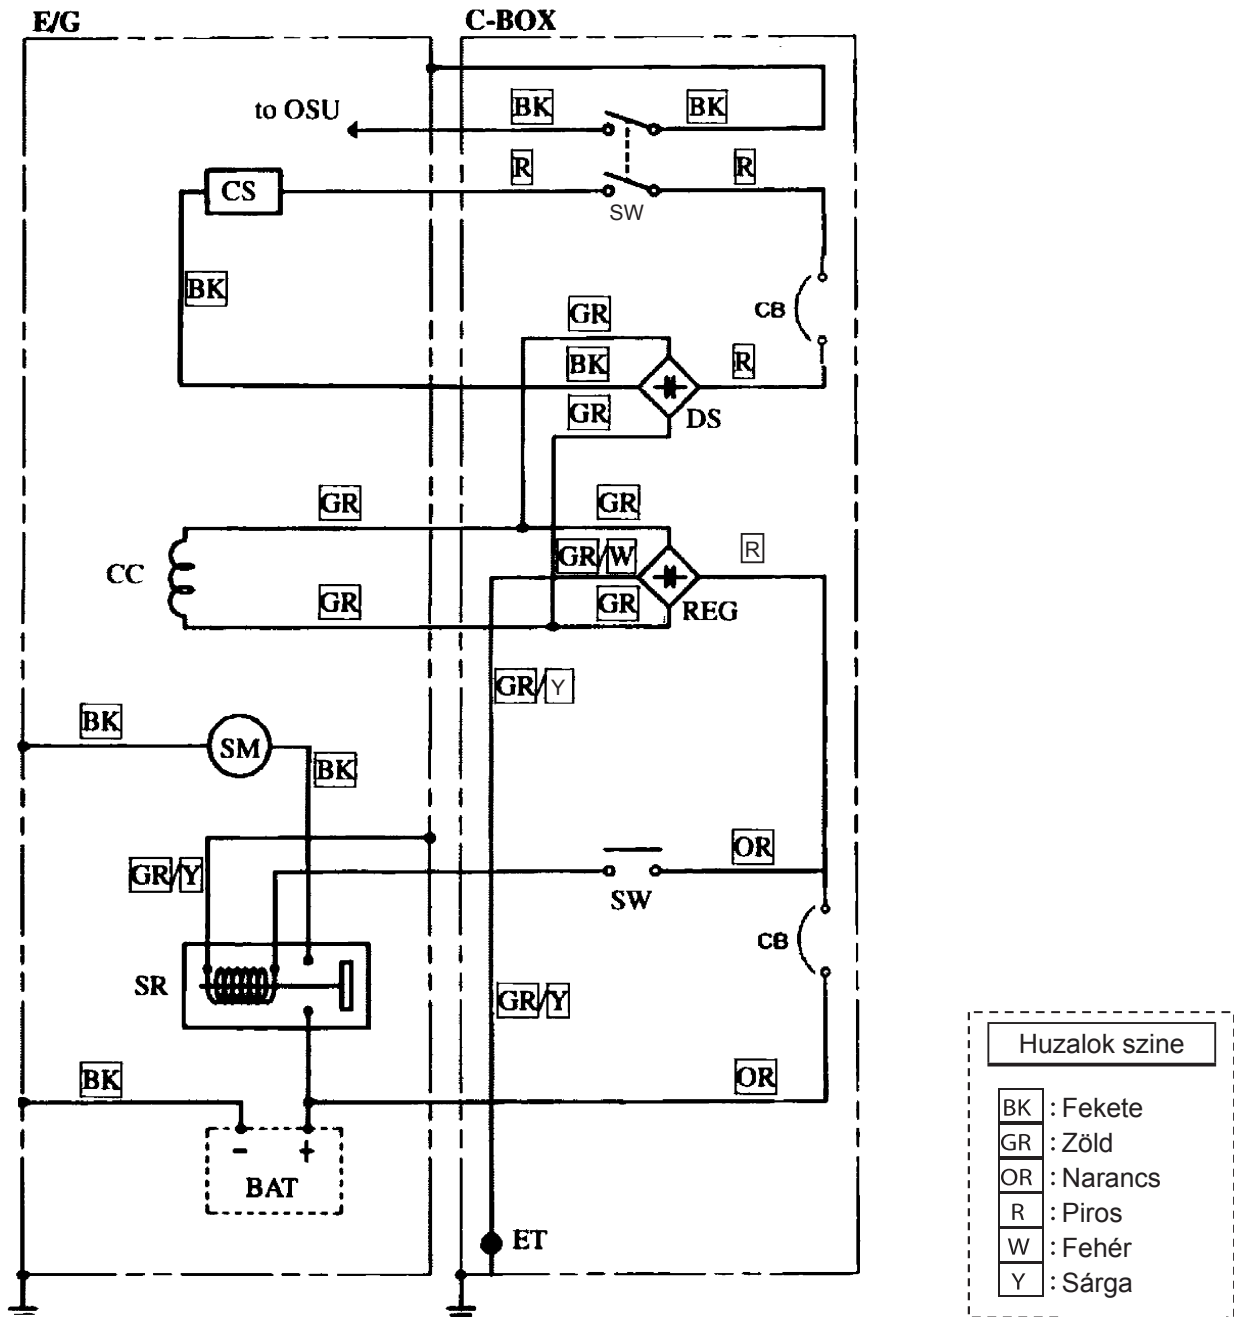 E/G C-BOX
to OSU BK BK
CS R R
SW
BK
CB
GR
BK R
GR DS
GR GR
GR/W R
CC
GR GR REG
GR/Y
BK
SM BK
OR
GR/Y
SW
CB
SR
GR/Y
BK OR
- +
BAT
ET
Huzalok szine
BK : Fekete
GR : Zöld
OR : Narancs
R : Piros
W : Fehér
Y : Sárga